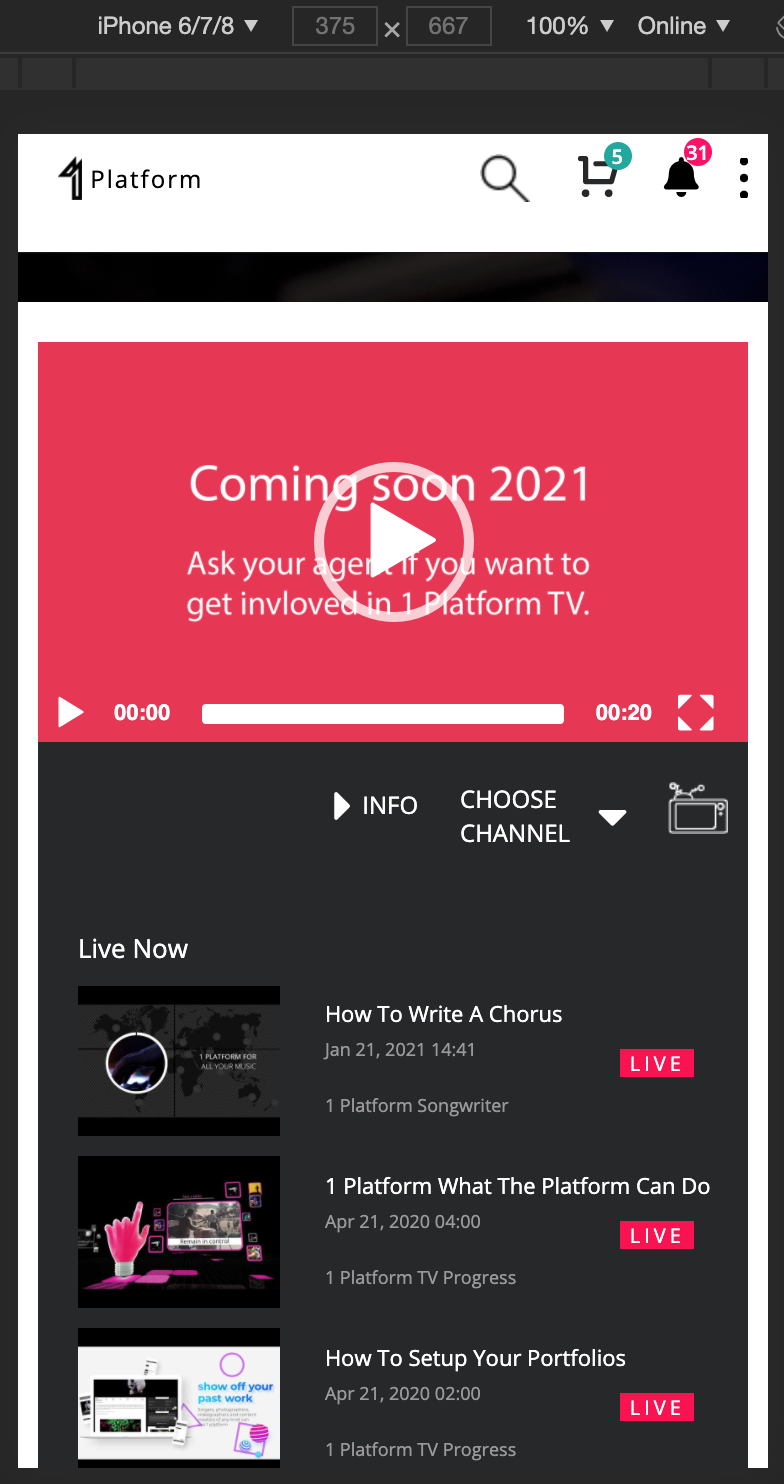 iPhone 6/7/8 ▼ 375 × 667 100% ▼ Online ▼
1 Platform 5 31
Coming soon 2021
Ask your agent if you want to
get invloved in 1 Platform TV.
00:00 00:20
INFO
CHOOSE
CHANNEL
Live Now
1 PLATFORM FOR
ALL YOUR MUSIC
How To Write A Chorus
Jan 21, 2021 14:41
LIVE
1 Platform Songwriter
Remain in control
1 Platform What The Platform Can Do
Apr 21, 2020 04:00
LIVE
1 Platform TV Progress
show off your
past work
How To Setup Your Portfolios
Apr 21, 2020 02:00
LIVE
1 Platform TV Progress